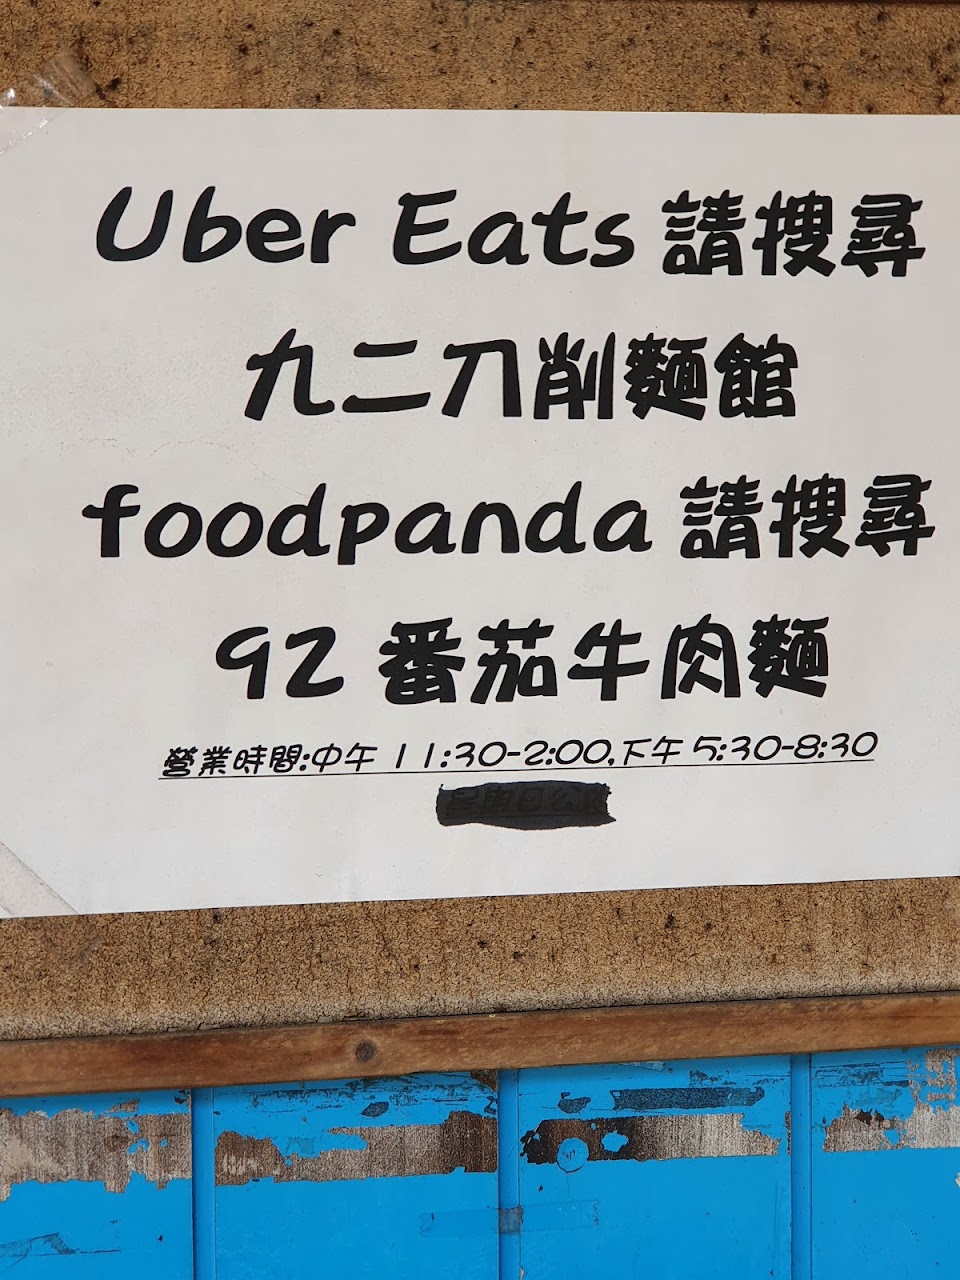 Uber Eats 請搜尋
九二刀削麵館
foodpanda 請搜尋
92 番茄牛肉麵
營業時間:中午 11:30-2:00,下午 5:30-8:30